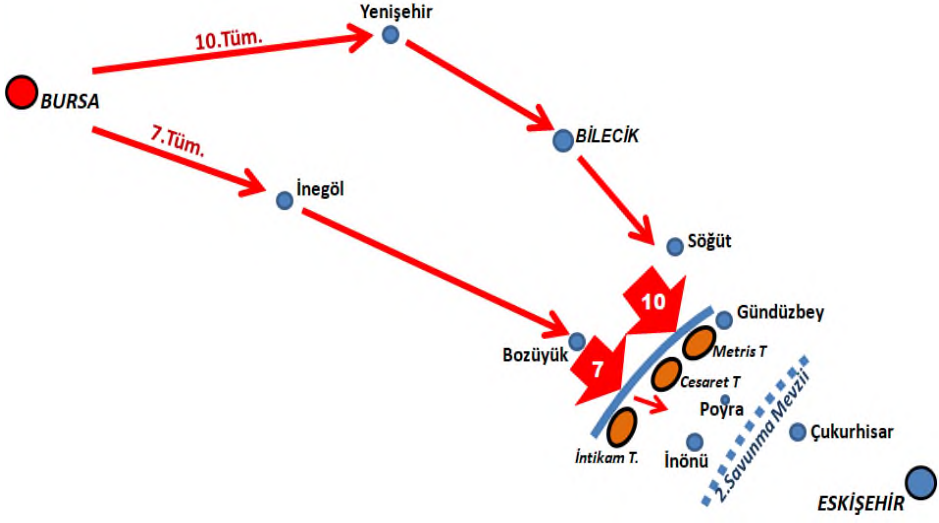 Yenişehir
10.Tüm.
BURSA
7.Tüm.
BİLECİK
İnegöl
Söğüt
10
Gündüzbey
Bozüyük
Metris T
7
Cesaret T
Poyra
2.Savunma Mevzii
Çukurhisar
İntikam T.
İnönü
ESKİŞEHİR